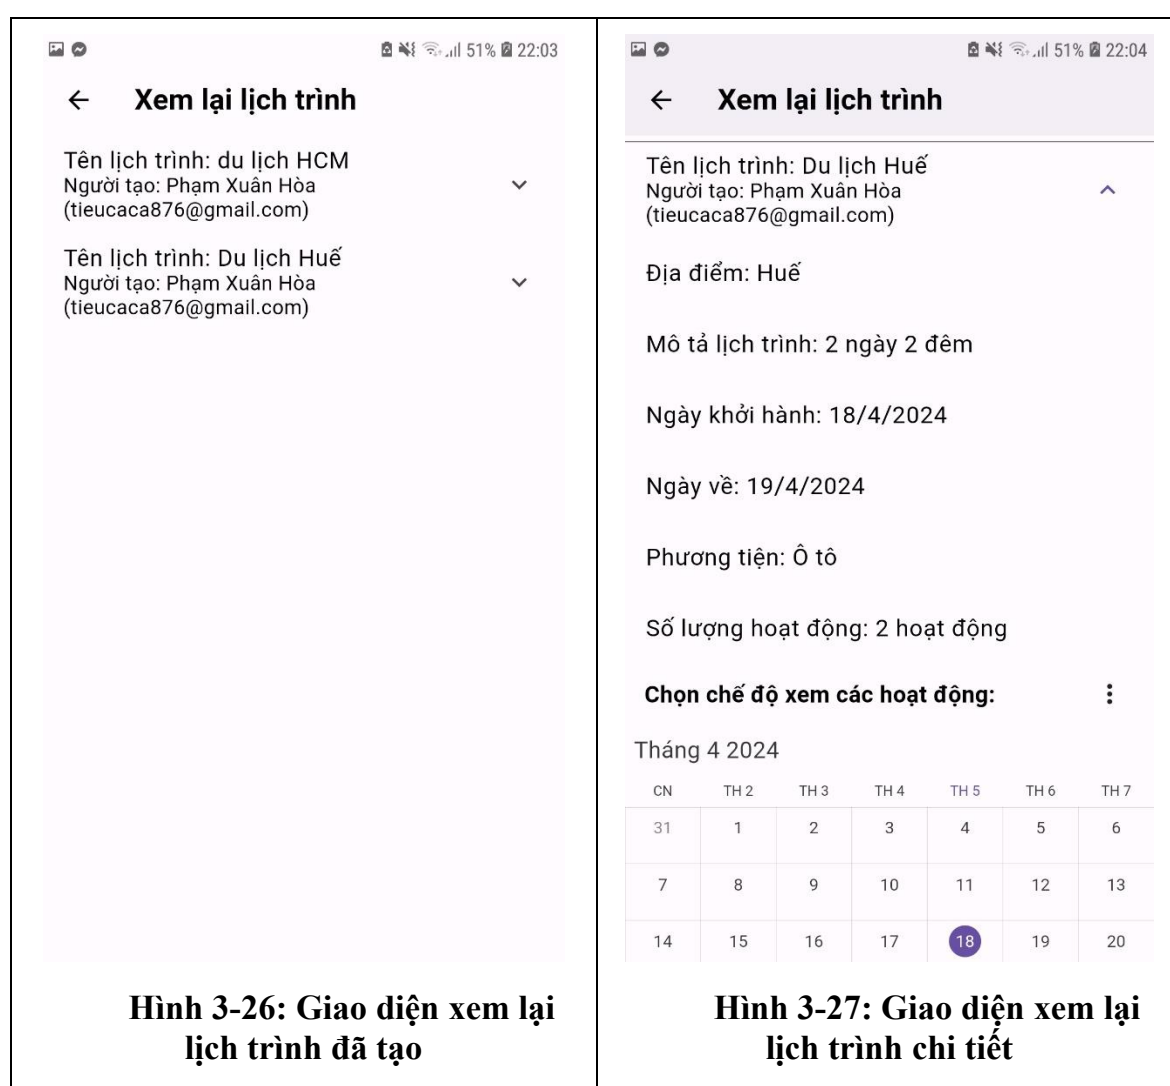 51% 22:03
Xem lại lịch trình
Tên lịch trình: du lịch HCM
Người tạo: Phạm Xuân Hòa
(tieucaca876@gmail.com)
Tên lịch trình: Du lịch Huế
Người tạo: Phạm Xuân Hòa
(tieucaca876@gmail.com)
Hình 3-26: Giao diện xem lại
lịch trình đã tạo
51% 22:04
Xem lại lịch trình
Tên lịch trình: Du lịch Huế
Người tạo: Phạm Xuân Hòa
(tieucaca876@gmail.com)
Địa điểm: Huế
Mô tả lịch trình: 2 ngày 2 đêm
Ngày khởi hành: 18/4/2024
Ngày về: 19/4/2024
Phương tiện: Ô tô
Số lượng hoạt động: 2 hoạt động
Chọn chế độ xem các hoạt động:
Tháng 4 2024
CN TH 2 TH 3 TH 4 TH 5 TH 6 TH 7
31 1 2 3 4 5 6
7 8 9 10 11 12 13
14 15 16 17 18 19 20
Hình 3-27: Giao diện xem lại
lịch trình chi tiết